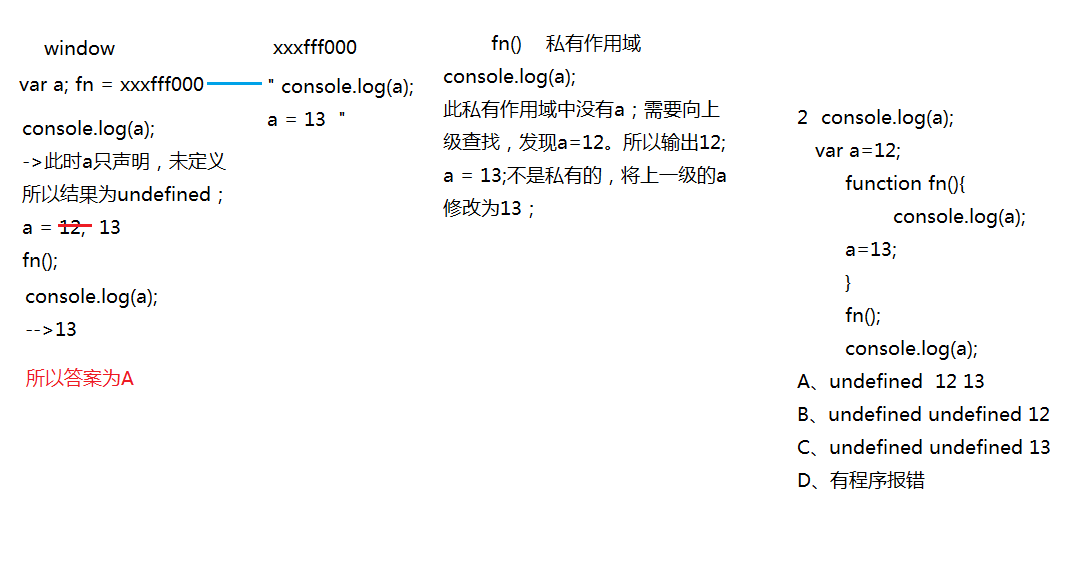 window
var a; fn = xxxfff000
console.log(a);
->此时a只声明，未定义
所以结果为undefined；
a = 12; 13
fn();
console.log(a);
-->13
所以答案为A
xxxfff000
" console.log(a);
a = 13 "
fn() 私有作用域
console.log(a);
此私有作用域中没有a；需要向上
级查找，发现a=12。所以输出12;
a = 13;不是私有的，将上一级的a
修改为13；
2 console.log(a);
var a=12;
function fn(){
console.log(a);
a=13;
}
fn();
console.log(a);
A、undefined 12 13
B、undefined undefined 12
C、undefined undefined 13
D、有程序报错